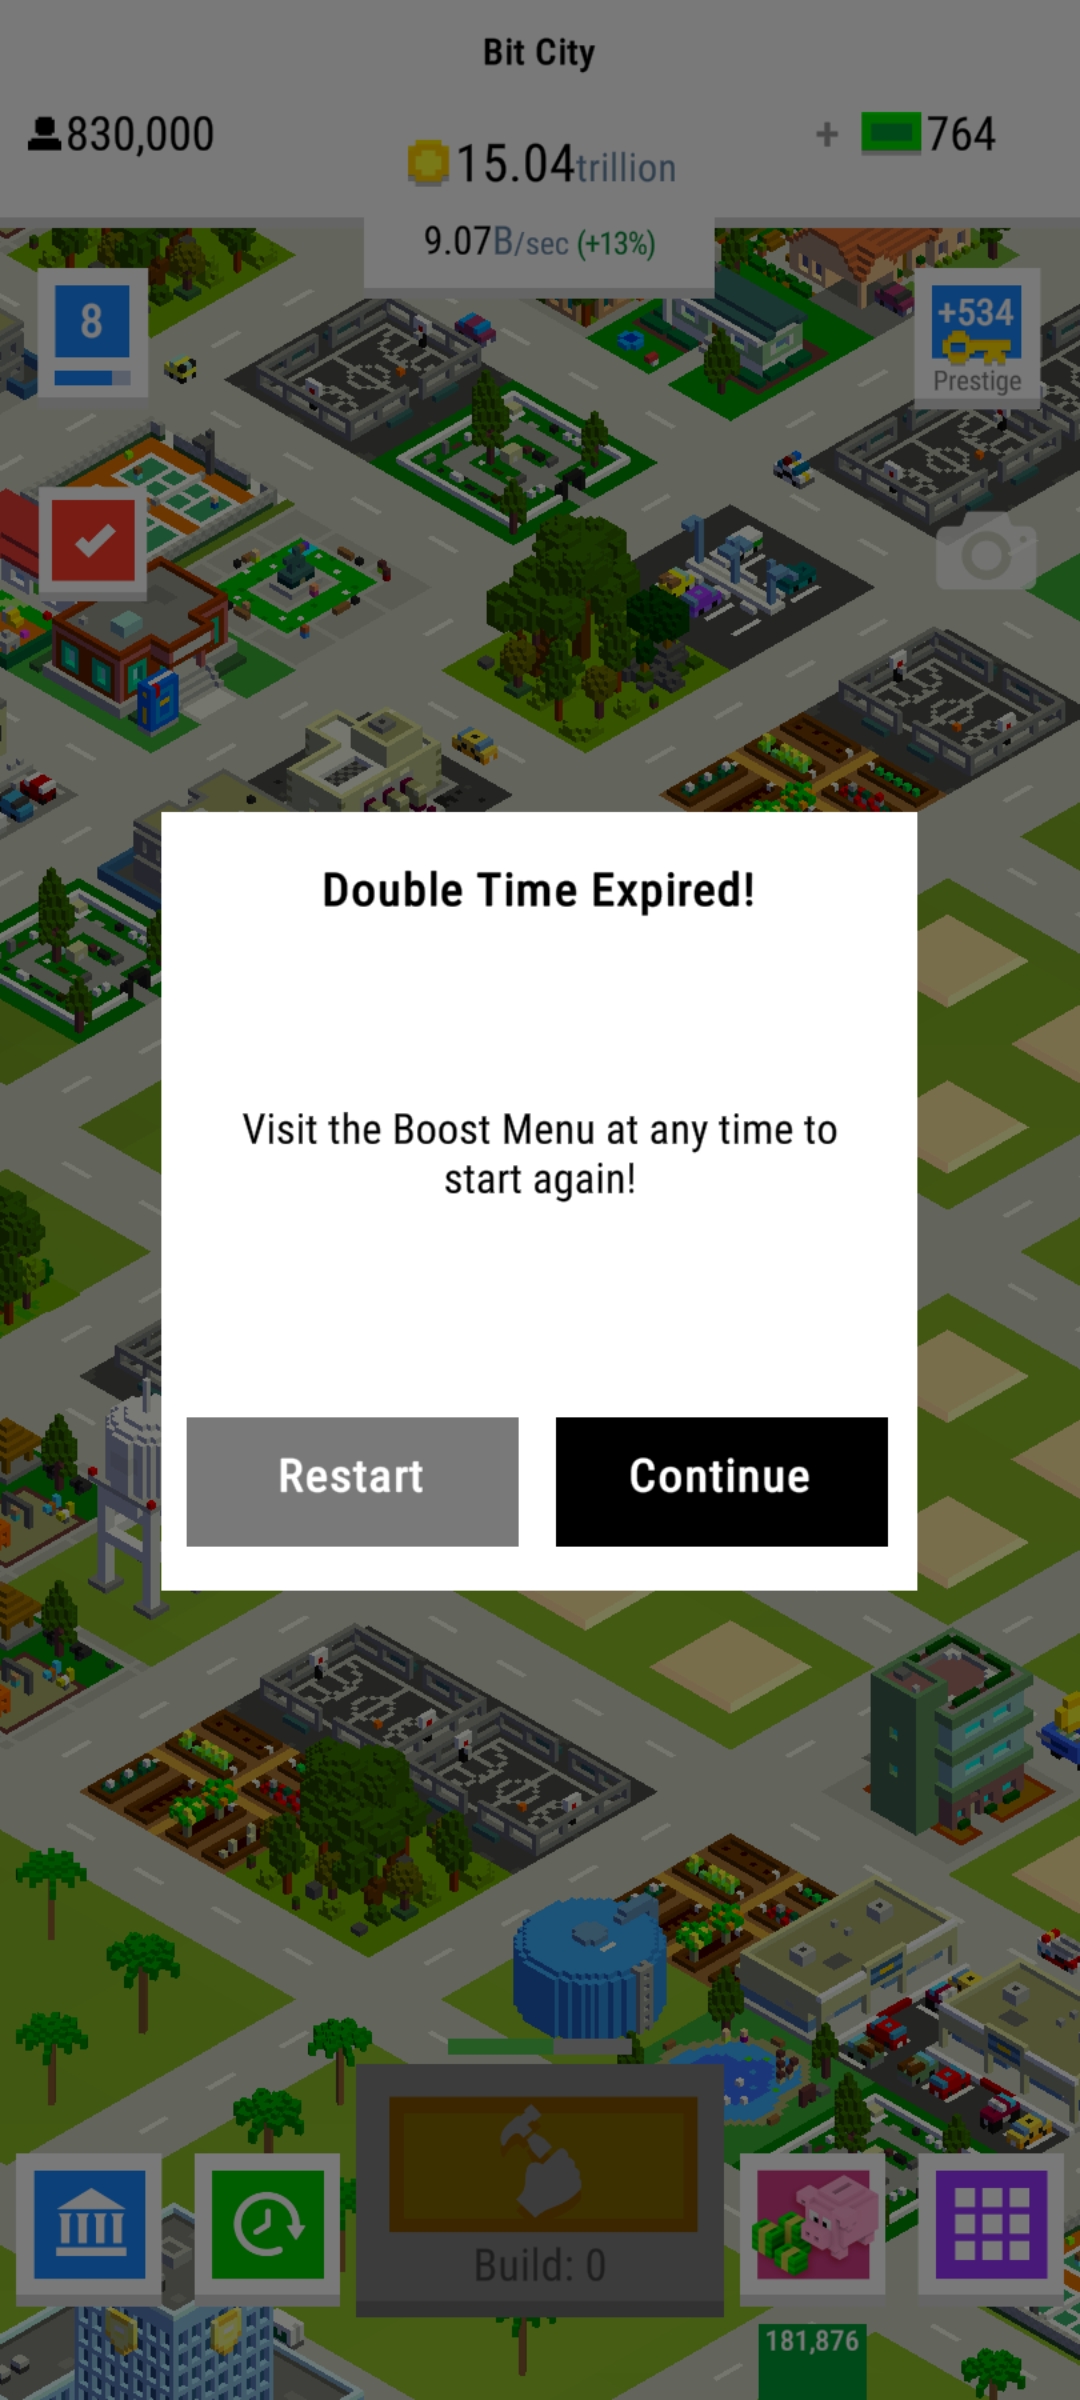 Bit City
830,000
15.04trillion
+ 764
9.07B/sec (+13%)
8
+534
Prestige
Double Time Expired!
Visit the Boost Menu at any time to
start again!
Restart
Continue
Build: 0
181,876